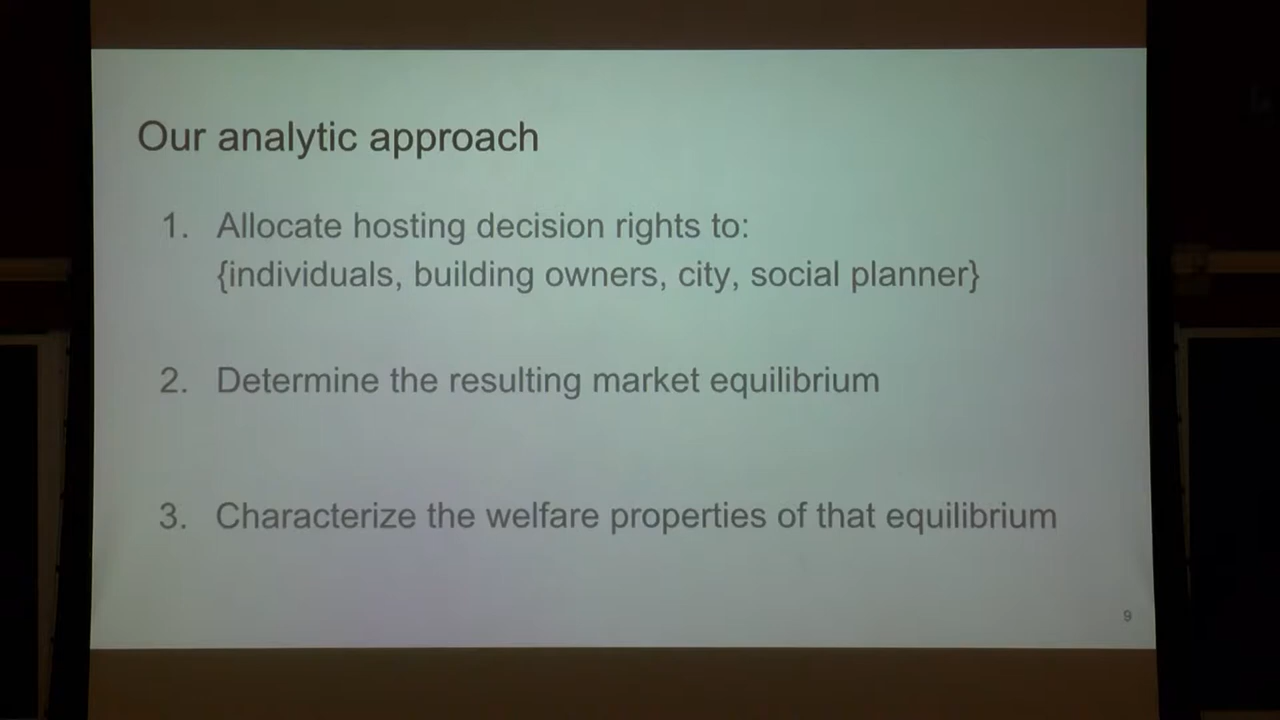 Our analytic approach
1. Allocate hosting decision rights to:
{individuals, building owners, city, social planner}
2. Determine the resulting market equilibrium
3. Characterize the welfare properties of that equilibrium
9